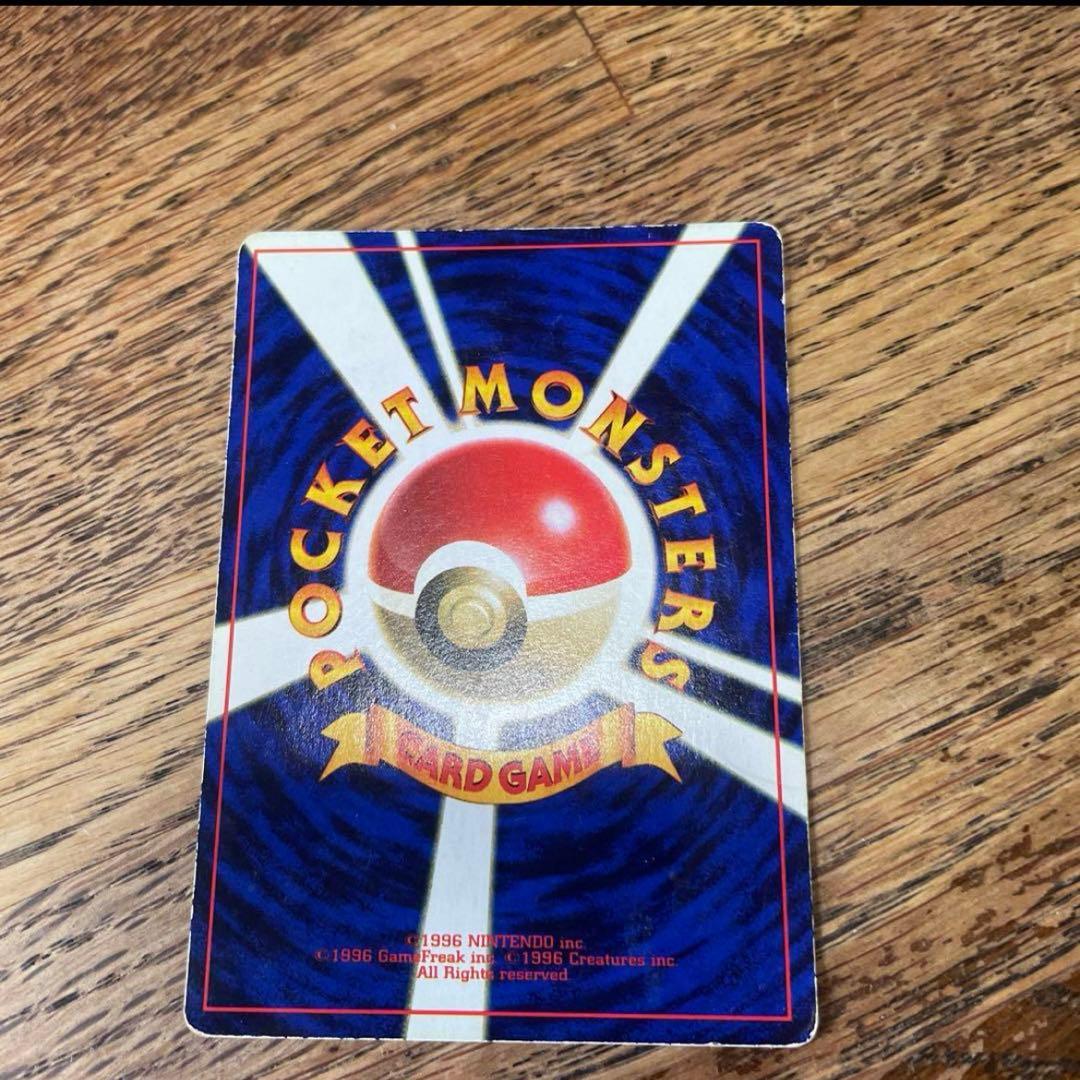 POCKET MONSTERS
CARD GAME
©1996 NINTENDO inc.
©1996 GameFreak inc. ©1996 Creatures inc.
All Rights reserved.